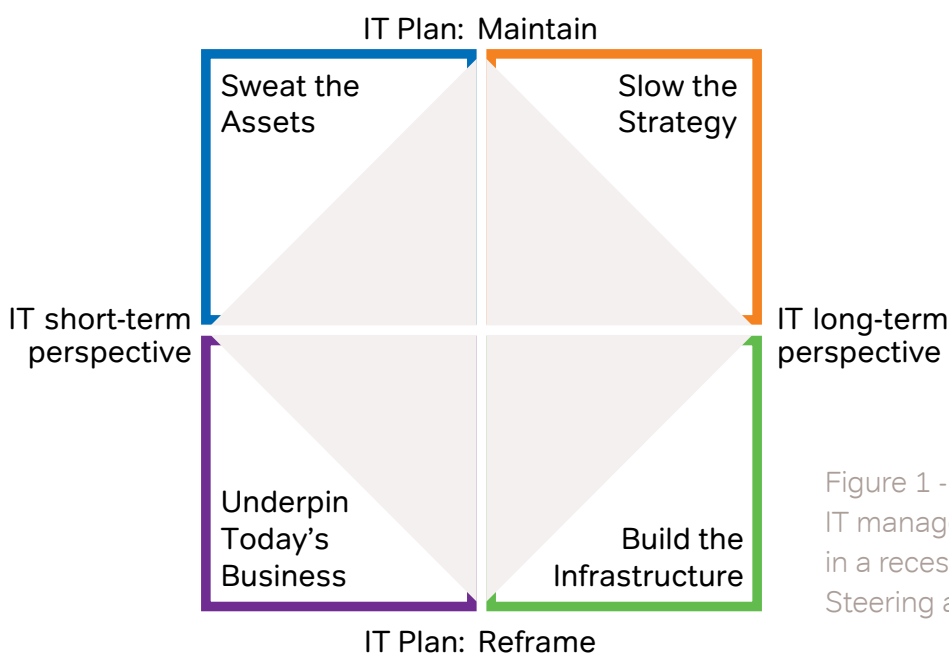 IT Plan: Maintain
Sweat the
Assets
Slow the
Strategy
IT short-term
perspective
IT long-term
perspective
Underpin
Today's
Business
Build the
Infrastructure
Figure 1 -
IT manag
in a reces
Steering a
IT Plan: Reframe